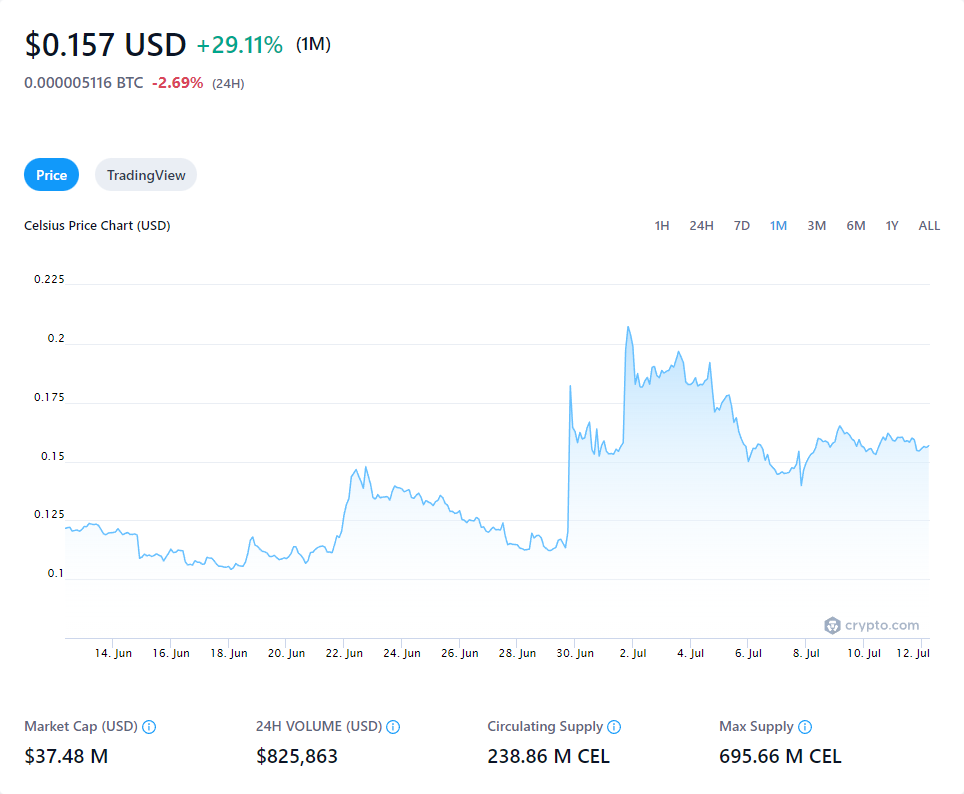 $0.157 USD +29.11% (1M)
0.000005116 BTC -2.69% (24H)
Price TradingView
Celsius Price Chart (USD) 1H 24H 7D 1M 3M 6M 1Y ALL
0.225
0.2
0.175
0.15
0.125
0.1
crypto.com
14. Jun 16. Jun 18. Jun 20. Jun 22. Jun 24. Jun 26. Jun 28. Jun 30. Jun 2. Jul 4. Jul 6. Jul 8. Jul 10. Jul 12. Jul
Market Cap (USD) 24H VOLUME (USD) Circulating Supply Max Supply
$37.48 M $825,863 238.86 M CEL 695.66 M CEL